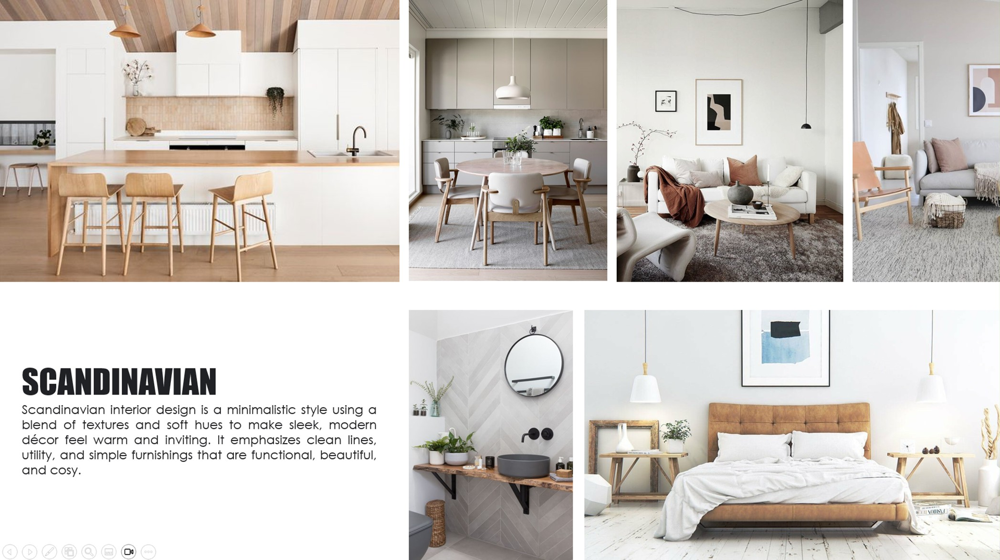 SCANDINAVIAN
Scandinavian interior design is a minimalistic style using a
blend of textures and soft hues to make sleek, modern
décor feel warm and inviting. It emphasizes clean lines,
utility, and simple furnishings that are functional, beautiful,
and cosy.
FASHION